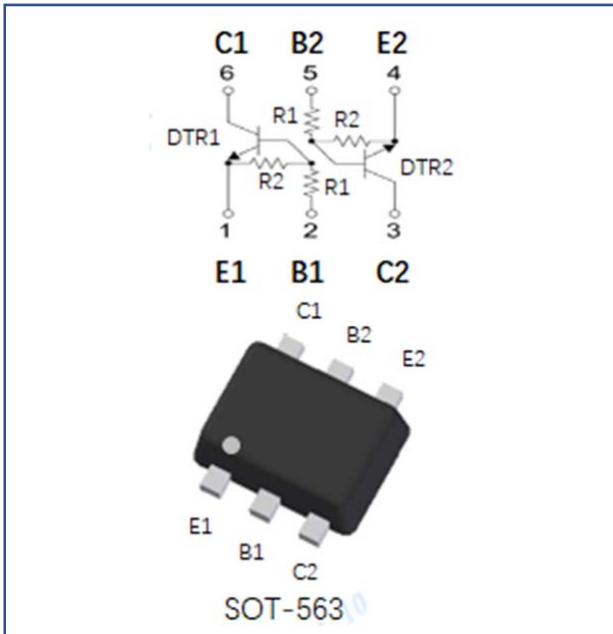 C1 B2 E2
6 5 4
R1 R2
DTR1
DTR2
R2 R1
1 2 3
E1 B1 C2
C1
B2
E2
E1
B1
C2
SOT-563